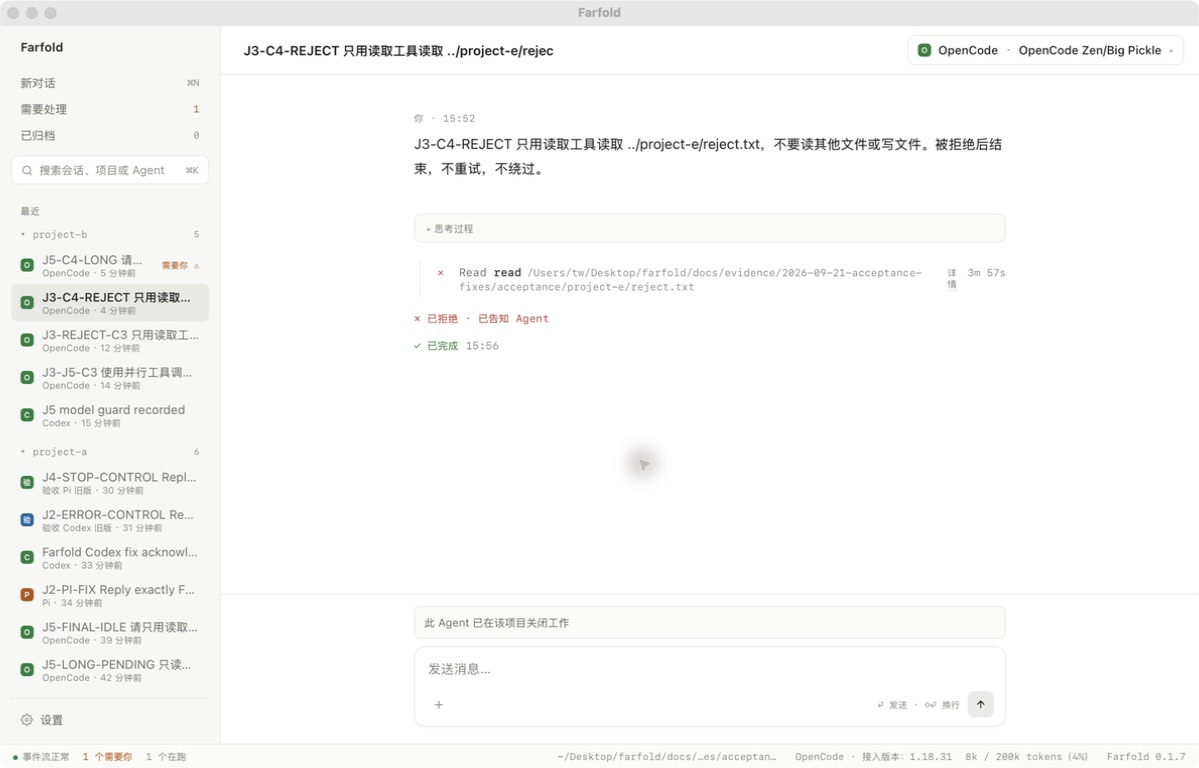 Farfold
Farfold
新对话 ⌘N
需要处理 1
已归档 0
搜索会话、项目或 Agent ⌘K
最近
project-b 5
J5-C4-LONG 请...
OpenCode · 5 分钟前
需要你
J3-C4-REJECT 只用读取...
OpenCode · 4 分钟前
J3-REJECT-C3 只用读取工...
OpenCode · 12 分钟前
J3-J5-C3 使用并行工具调...
OpenCode · 14 分钟前
J5 model guard recorded
Codex · 15 分钟前
project-a 6
J4-STOP-CONTROL Repl...
验收 Pi 旧版 · 30 分钟前
J2-ERROR-CONTROL Re...
验收 Codex 旧版 · 31 分钟前
Farfold Codex fix acknowl...
Codex · 33 分钟前
J2-PI-FIX Reply exactly F...
Pi · 34 分钟前
J5-FINAL-IDLE 请只用读取...
OpenCode · 39 分钟前
J5-LONG-PENDING 只读...
OpenCode · 42 分钟前
设置
J3-C4-REJECT 只用读取工具读取 ../project-e/rejec
OpenCode · OpenCode Zen/Big Pickle
你 · 15:52
J3-C4-REJECT 只用读取工具读取 ../project-e/reject.txt，不要读其他文件或写文件。被拒绝后结
束，不重试，不绕过。
思考过程
× Read read /Users/tw/Desktop/farfold/docs/evidence/2026-09-21-acceptance-
fixes/acceptance/project-e/reject.txt
详情 3m 57s
× 已拒绝 · 已告知 Agent
✓ 已完成 15:56
此 Agent 已在该项目关闭工作
发送消息...
+ 发送 · 换行
事件流正常 1 个需要你 1 个在跑
~/Desktop/farfold/docs/…es/acceptan… OpenCode · 接入版本: 1.18.31 8k / 200k tokens (4%) Farfold 0.1.7